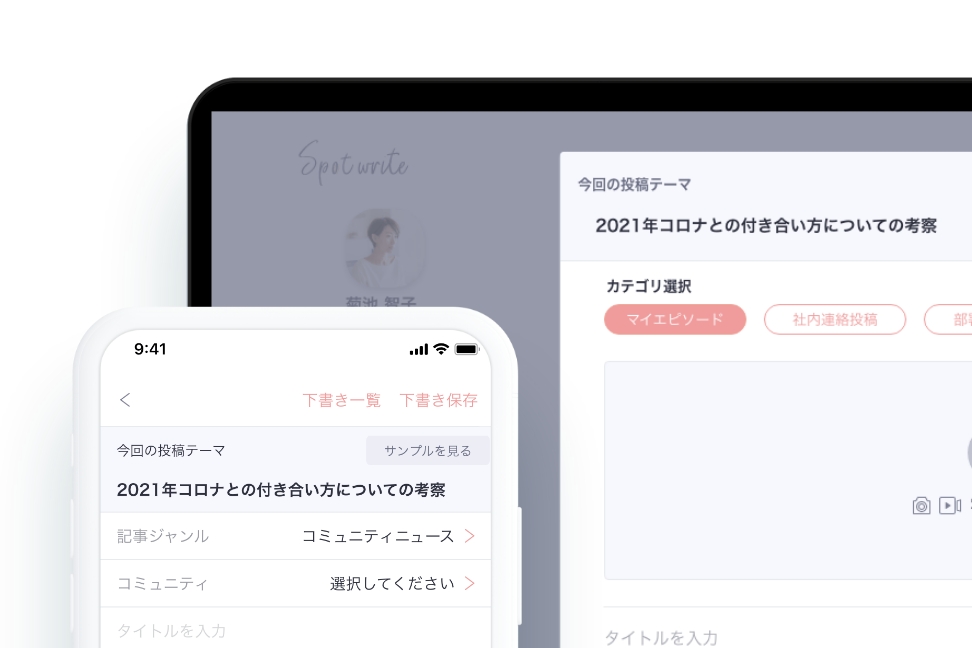 Spot write
菊池 智子
今回の投稿テーマ
2021年コロナとの付き合い方についての考察
カテゴリ選択
マイエピソード
社内連絡投稿
タイトルを入力
9:41
下書き一覧 下書き保存
今回の投稿テーマ
サンプルを見る
2021年コロナとの付き合い方についての考察
記事ジャンル コミュニティニュース
コミュニティ 選択してください
タイトルを入力